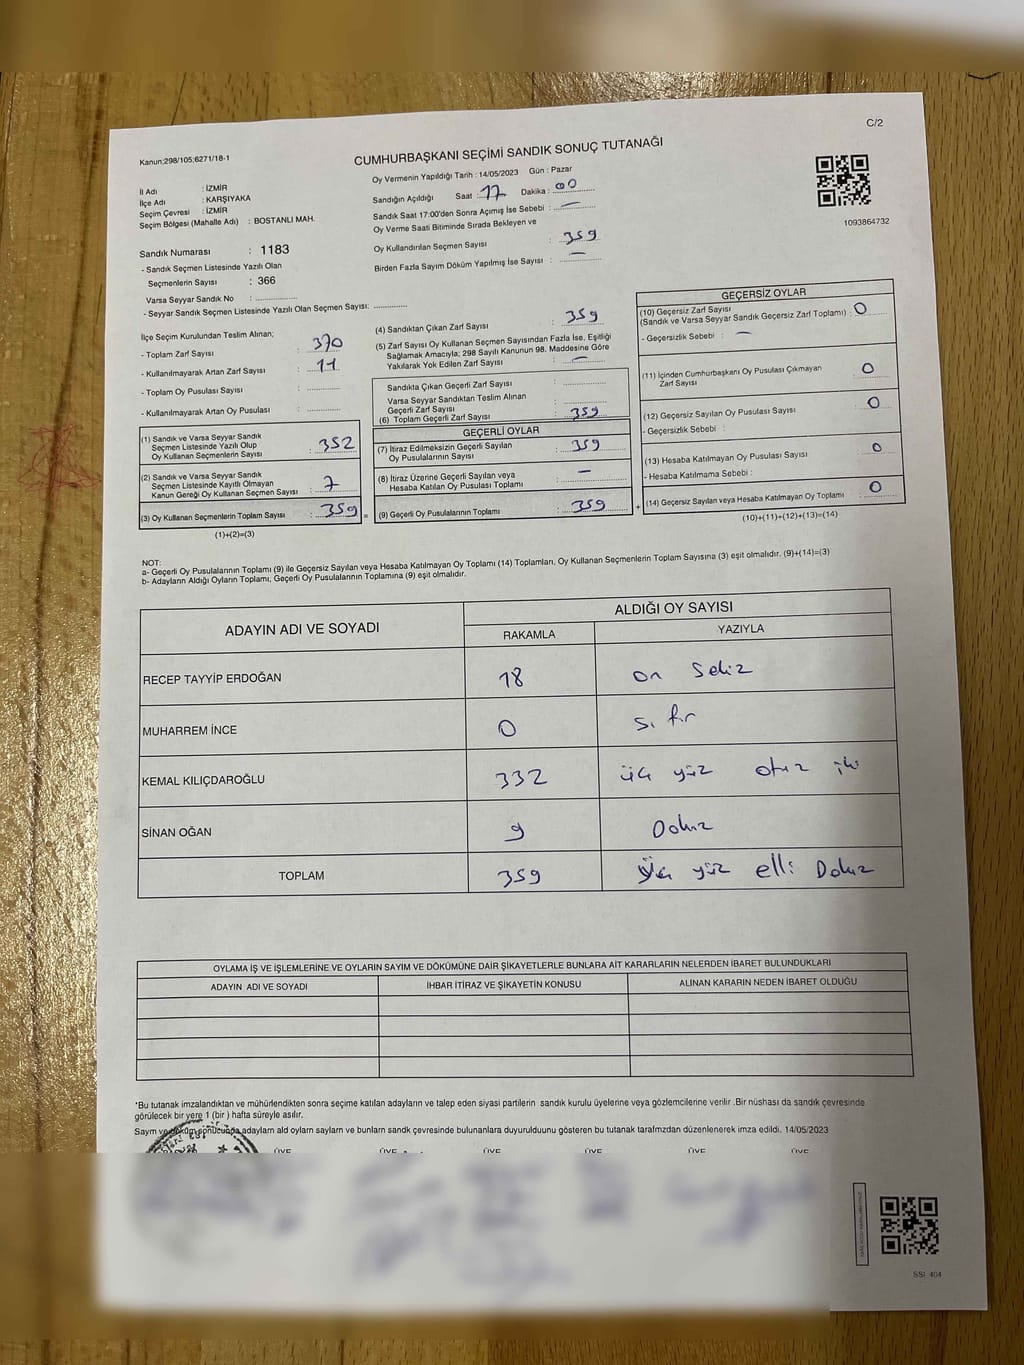 C/2
Kanun;298/105;6271/18-1
CUMHURBAŞKANI SEÇİMİ SANDIK SONUÇ TUTANAĞI
İl Adı : İZMİR
İlçe Adı : KARŞIYAKA
Seçim Çevresi : İZMİR
Seçim Bölgesi (Mahalle Adı) : BOSTANLI MAH.
Sandık Numarası : 1183
- Sandık Seçmen Listesinde Yazılı Olan
Seçmenlerin Sayısı : 366
Varsa Seyyar Sandık No :
- Seyyar Sandık Seçmen Listesinde Yazılı Olan Seçmen Sayısı:
Oy Vermenin Yapıldığı Tarih : 14/05/2023 Gün : Pazar
Sandığın Açıldığı Saat : 17 Dakika : 00
Sandık Saat 17:00'den Sonra Açımış İse Sebebi : —
Oy Verme Saati Bitiminde Sırada Bekleyen ve
Oy Kullandırılan Seçmen Sayısı : 359
Birden Fazla Sayım Döküm Yapılmış İse Sayısı : —
1093864732
İlçe Seçim Kurulundan Teslim Alınan;
- Toplam Zarf Sayısı : 370
- Kullanılmayarak Artan Zarf Sayısı : 11
- Toplam Oy Pusulası Sayısı :
- Kullanılmayarak Artan Oy Pusulası :
(1) Sandık ve Varsa Seyyar Sandık
Seçmen Listesinde Yazılı Olup
Oy Kullanan Seçmenlerin Sayısı : 352
(2) Sandık ve Varsa Seyyar Sandık
Seçmen Listesinde Kayıtlı Olmayan
Kanun Gereği Oy Kullanan Seçmen Sayısı : 7
(3) Oy Kullanan Seçmenlerin Toplam Sayısı : 359 =
(1)+(2)=(3)
(4) Sandıktan Çıkan Zarf Sayısı : 359
(5) Zarf Sayısı Oy Kullanan Seçmen Sayısından Fazla İse, Eşitliği
Sağlamak Amacıyla; 298 Sayılı Kanunun 98. Maddesine Göre
Yakılarak Yok Edilen Zarf Sayısı : —
Sandıkta Çıkan Geçerli Zarf Sayısı :
Varsa Seyyar Sandıktan Teslim Alınan
Geçerli Zarf Sayısı :
(6) Toplam Geçerli Zarf Sayısı : 359
GEÇERLİ OYLAR
(7) İtiraz Edilmeksizin Geçerli Sayılan
Oy Pusulalarının Sayısı : 359
(8) İtiraz Üzerine Geçerli Sayılan veya
Hesaba Katılan Oy Pusulası Toplamı : —
(9) Geçerli Oy Pusulalarının Toplamı : 359 +
GEÇERSİZ OYLAR
(10) Geçersiz Zarf Sayısı
(Sandık ve Varsa Seyyar Sandık Geçersiz Zarf Toplamı) : 0
- Geçersizlik Sebebi : —
(11) İçinden Cumhurbaşkanı Oy Pusulası Çıkmayan
Zarf Sayısı 0
(12) Geçersiz Sayılan Oy Pusulası Sayısı : 0
- Geçersizlik Sebebi :
(13) Hesaba Katılmayan Oy Pusulası Sayısı : 0
- Hesaba Katılmama Sebebi :
(14) Geçersiz Sayılan veya Hesaba Katılmayan Oy Toplamı : 0
(10)+(11)+(12)+(13)=(14)
NOT:
a- Geçerli Oy Pusulalarının Toplamı (9) ile Geçersiz Sayılan veya Hesaba Katılmayan Oy Toplamı (14) Toplamları, Oy Kullanan Seçmenlerin Toplam Sayısına (3) eşit olmalıdır. (9)+(14)=(3)
b- Adayların Aldığı Oyların Toplamı, Geçerli Oy Pusulalarının Toplamına (9) eşit olmalıdır.
ADAYIN ADI VE SOYADI ALDIĞI OY SAYISI
RAKAMLA YAZIYLA
RECEP TAYYİP ERDOĞAN 18 on Sekiz
MUHARREM İNCE 0 sıfır
KEMAL KILIÇDAROĞLU 332 üç yüz otuz iki
SİNAN OĞAN 9 Dokuz
TOPLAM 359 Üç yüz elli Dokuz
OYLAMA İŞ VE İŞLEMLERİNE VE OYLARIN SAYIM VE DÖKÜMÜNE DAİR ŞİKAYETLERLE BUNLARA AİT KARARLARIN NELERDEN İBARET BULUNDUKLARI
ADAYIN ADI VE SOYADI İHBAR İTİRAZ VE ŞİKAYETİN KONUSU ALINAN KARARIN NEDEN İBARET OLDUĞU
*Bu tutanak imzalandıktan ve mühürlendikten sonra seçime katılan adayların ve talep eden siyasi partilerin sandık kurulu üyelerine veya gözlemcilerine verilir .Bir nüshası da sandık çevresinde
görülecek bir yere 1 (bir ) hafta süreyle asılır.
Saym ve döküm sonucunda adaylarn ald oylarn saylarn ve bunlarn sandk çevresinde bulunanlara duyurulduunu gösteren bu tutanak tarafmzdan düzenlenerek imza edildi. 14/05/2023
ÜYE ÜYE ÜYE ÜYE ÜYE ÜYE
SSI. 404